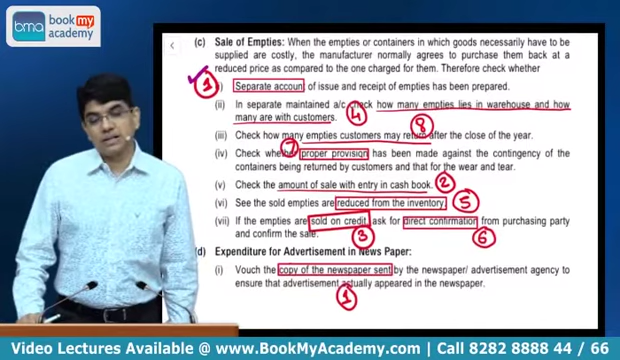 bma
book my
academy
(c) Sale of Empties: When the empties or containers in which goods necessarily have to be
supplied are costly, the manufacturer normally agrees to purchase them back at a
reduced price as compared to the one charged for them. Therefore check whether
1 Separate account of issue and receipt of empties has been prepared.
(ii) In separate maintained a/c check how many empties lies in warehouse and how
many are with customers. 4
8
(iii) Check how many empties customers may return after the close of the year.
7
(iv) Check whether proper provision has been made against the contingency of the
containers being returned by customers and that for the wear and tear.
(v) Check the amount of sale with entry in cash book. 2
(vi) See the sold empties are reduced from the inventory. 5
(vii) If the empties are sold on credit, ask for direct confirmation from purchasing party
and confirm the sale. 3 6
(d) Expenditure for Advertisement in News Paper:
(i) Vouch the copy of the newspaper sent by the newspaper/ advertisement agency to
ensure that advertisement actually appeared in the newspaper.
1
Video Lectures Available @ www.BookMyAcademy.com | Call 8282 8888 44 / 66